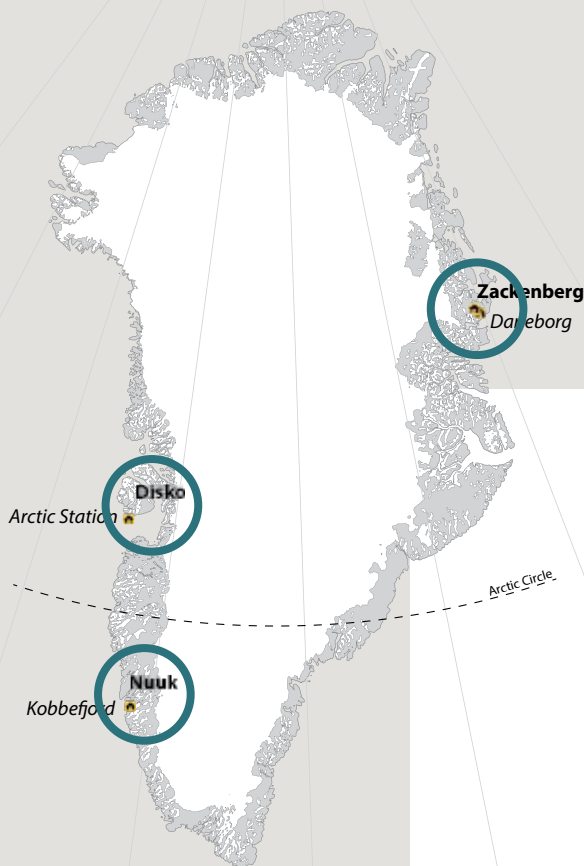 Zackenberg
Daneborg
Disko
Arctic Station
Arctic Circle
Nuuk
Kobbefjord